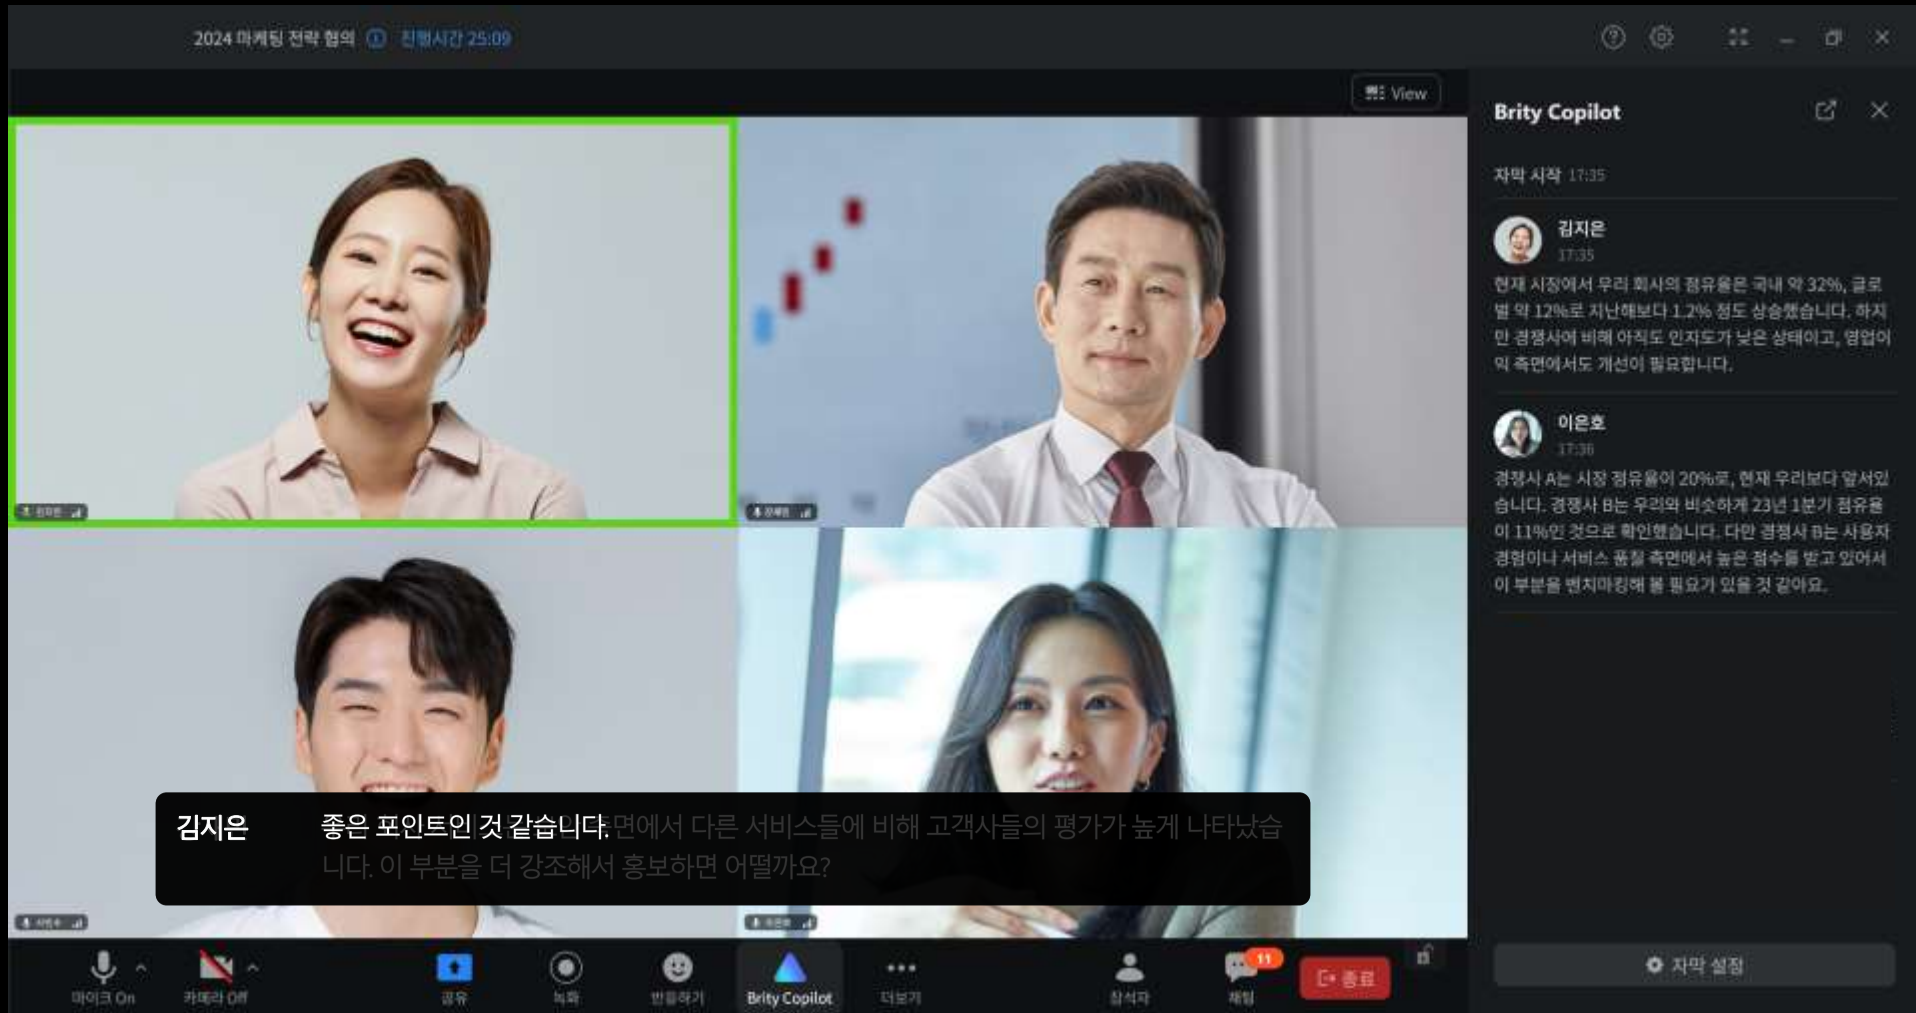 2024 마케팅 전략 협의 진행시간 25:09
View
Brity Copilot
자막 시작 17:35
김지은
17:35
현재 시장에서 우리 회사의 점유율은 국내 약 32%, 글로
벌 약 12%로 지난해보다 1.2% 정도 상승했습니다. 하지
만 경쟁사에 비해 아직도 인지도가 낮은 상태이고, 영업이
익 측면에서도 개선이 필요합니다.
이은호
17:36
경쟁사 A는 시장 점유율이 20%로, 현재 우리보다 앞서있
습니다. 경쟁사 B는 우리와 비슷하게 23년 1분기 점유율
이 11%인 것으로 확인했습니다. 다만 경쟁사 B는 사용자
경험이나 서비스 품질 측면에서 높은 점수를 받고 있어서
이 부분을 벤치마킹해 볼 필요가 있을 것 같아요.
김지은
이은호
김지은 좋은 포인트인 것 같습니다. 측면에서 다른 서비스들에 비해 고객사들의 평가가 높게 나타났습
니다. 이 부분을 더 강조해서 홍보하면 어떨까요?
마이크 On
카메라 Off
공유
녹화
반응하기
Brity Copilot
더보기
참석자
채팅
11
종료
자막 설정